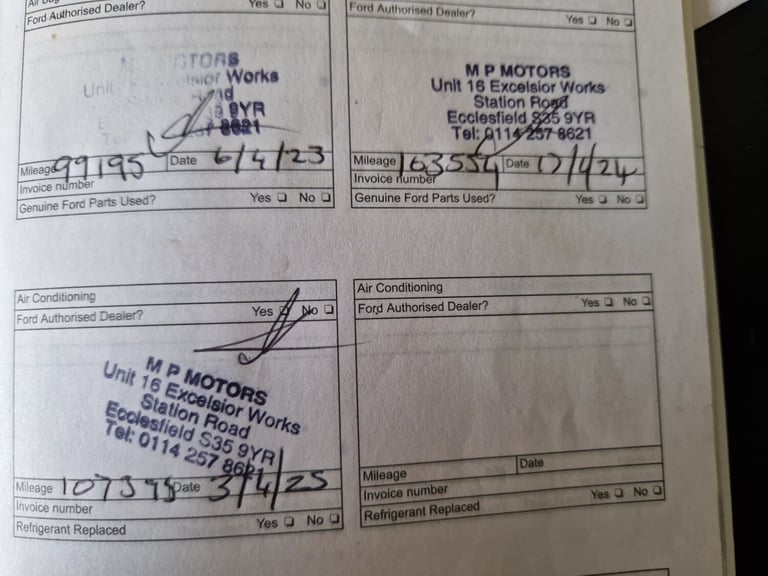 Yes No
Ford Authorised Dealer?
MOTORS
Works
9YR
8621
Mileage 99195 Date 6/4/23
Invoice number
Genuine Ford Parts Used? Yes No
Ford Authorised Dealer?
Yes No
M P MOTORS
Unit 16 Excelsior Works
Station Road
Ecclesfield S35 9YR
Tel: 0114 257 8621
Mileage 163554 Date 17/4/24
Invoice number
Genuine Ford Parts Used? Yes No
Air Conditioning
Ford Authorised Dealer? Yes No
M P MOTORS
Unit 16 Excelsior Works
Station Road
Ecclesfield S35 9YR
Tel: 0114 257 8621
Mileage 107395 Date 3/4/25
Invoice number
Refrigerant Replaced Yes No
Air Conditioning
Ford Authorised Dealer? Yes No
Mileage Date
Invoice number
Refrigerant Replaced Yes No